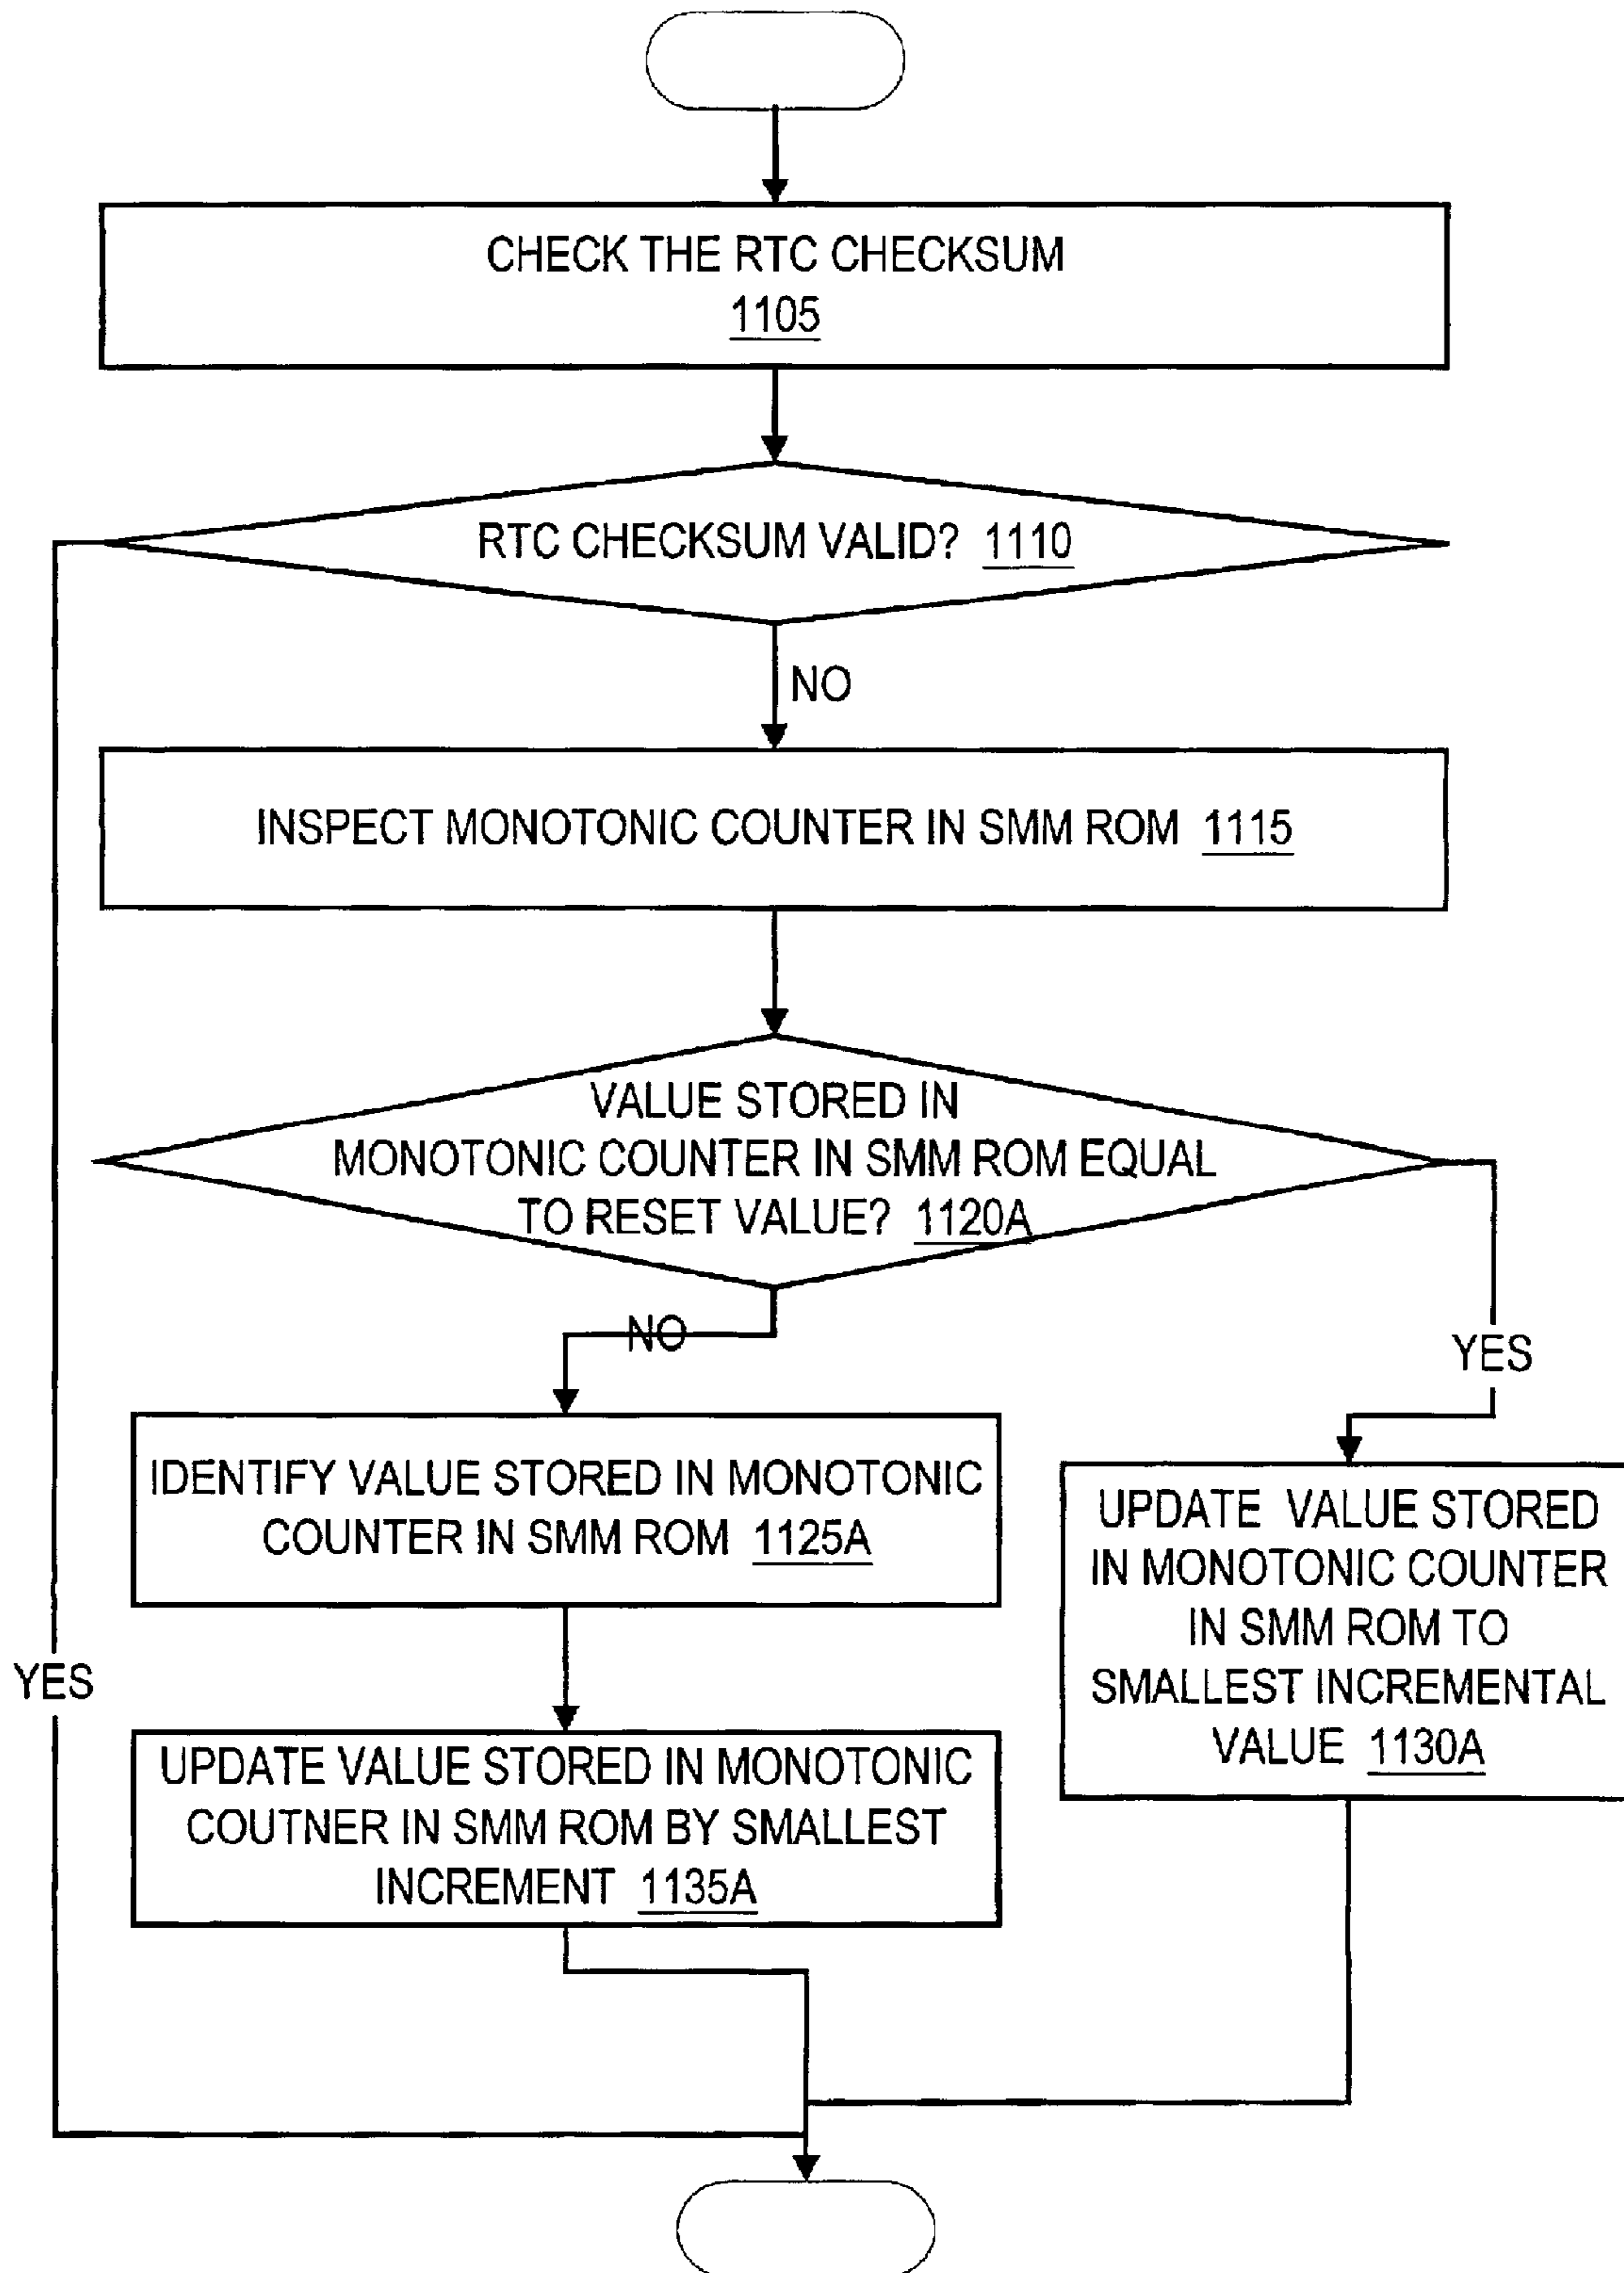 CHECK THE RTC CHECKSUM
1105
RTC CHECKSUM VALID? 1110
NO
INSPECT MONOTONIC COUNTER IN SMM ROM 1115
VALUE STORED IN
MONOTONIC COUNTER IN SMM ROM EQUAL
TO RESET VALUE? 1120A
NO
YES
IDENTIFY VALUE STORED IN MONOTONIC
COUNTER IN SMM ROM 1125A
UPDATE VALUE STORED
IN MONOTONIC COUNTER
IN SMM ROM TO
SMALLEST INCREMENTAL
VALUE 1130A
YES
UPDATE VALUE STORED IN MONOTONIC
COUTNER IN SMM ROM BY SMALLEST
INCREMENT 1135A